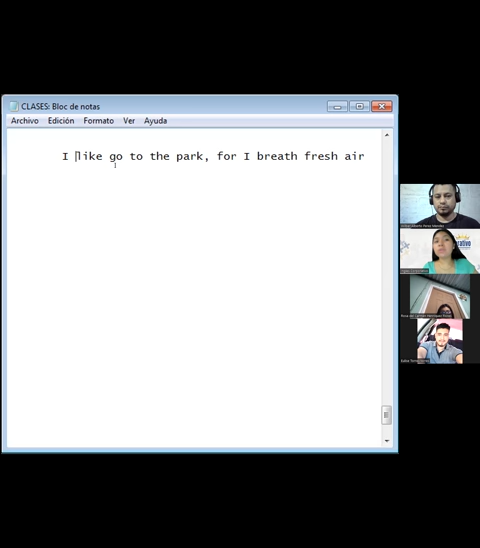 CLASES: Bloc de notas
Archivo Edición Formato Ver Ayuda
I like go to the park, for I breath fresh air